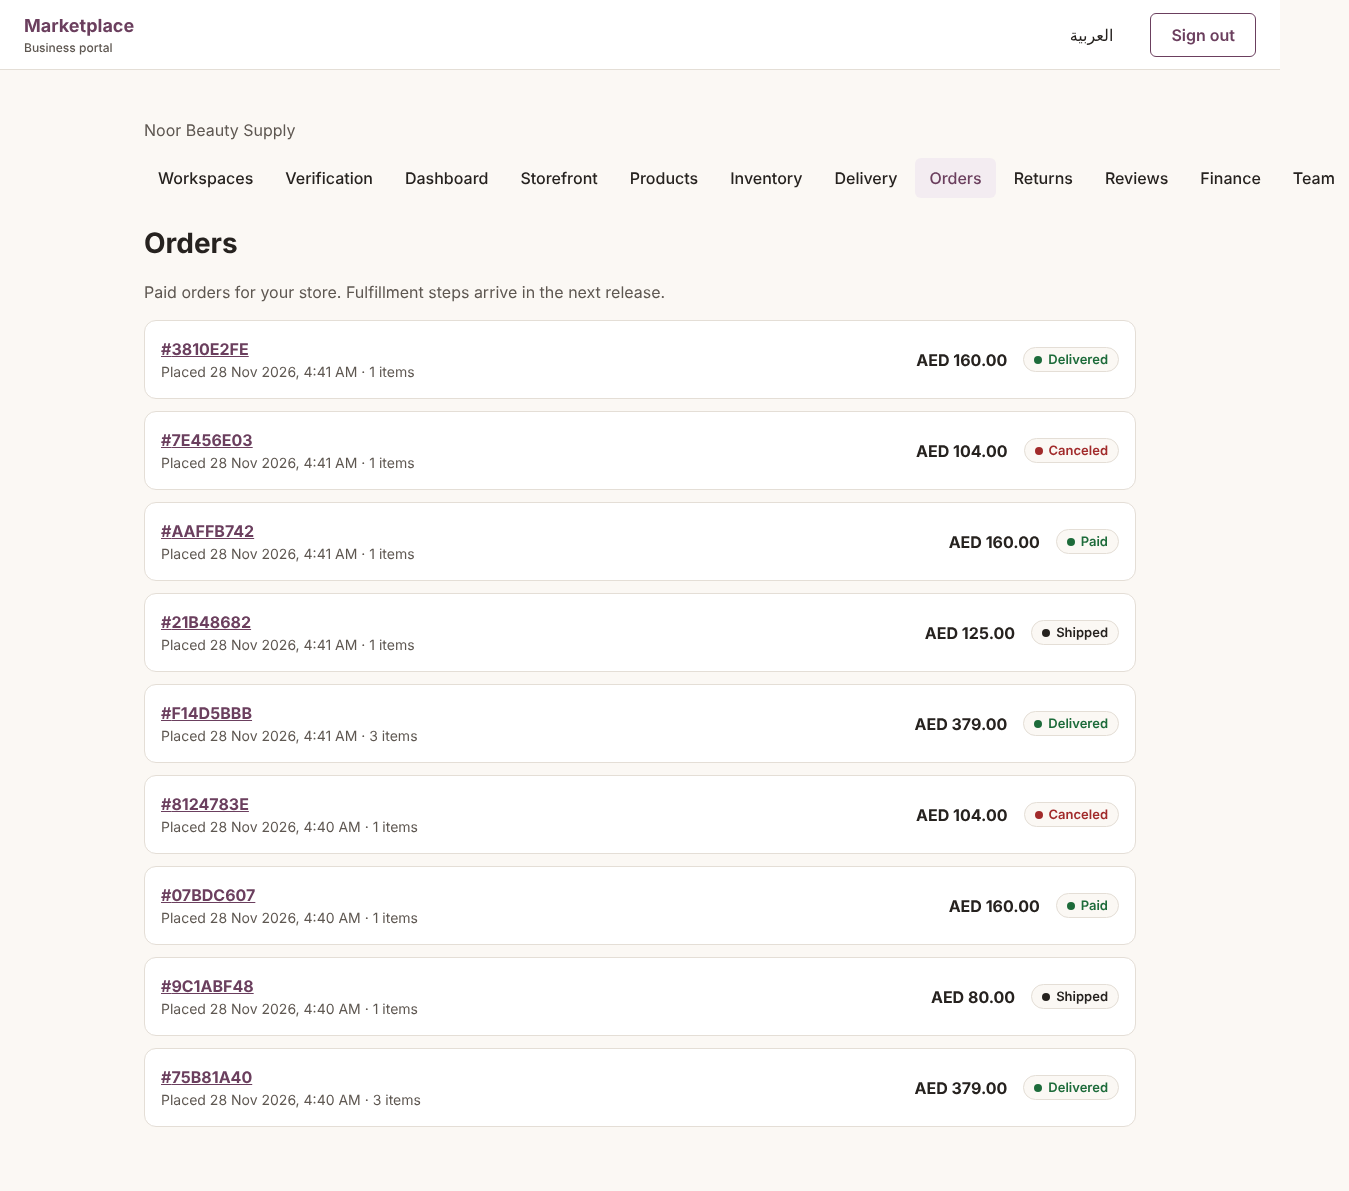 Marketplace
Business portal
العربية
Sign out
Noor Beauty Supply
Workspaces Verification Dashboard Storefront Products Inventory Delivery Orders Returns Reviews Finance Team
Orders
Paid orders for your store. Fulfillment steps arrive in the next release.
#3810E2FE
Placed 28 Nov 2026, 4:41 AM · 1 items
AED 160.00 Delivered
#7E456E03
Placed 28 Nov 2026, 4:41 AM · 1 items
AED 104.00 Canceled
#AAFFB742
Placed 28 Nov 2026, 4:41 AM · 1 items
AED 160.00 Paid
#21B48682
Placed 28 Nov 2026, 4:41 AM · 1 items
AED 125.00 Shipped
#F14D5BBB
Placed 28 Nov 2026, 4:41 AM · 3 items
AED 379.00 Delivered
#8124783E
Placed 28 Nov 2026, 4:40 AM · 1 items
AED 104.00 Canceled
#07BDC607
Placed 28 Nov 2026, 4:40 AM · 1 items
AED 160.00 Paid
#9C1ABF48
Placed 28 Nov 2026, 4:40 AM · 1 items
AED 80.00 Shipped
#75B81A40
Placed 28 Nov 2026, 4:40 AM · 3 items
AED 379.00 Delivered